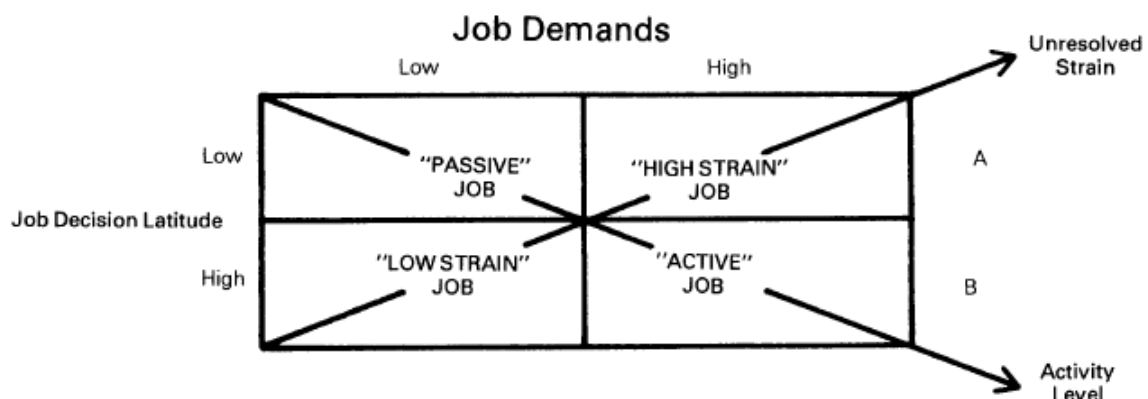 Job Demands
Unresolved
Strain
Low
High
Low
"PASSIVE"
JOB
"HIGH STRAIN"
JOB
A
Job Decision Latitude
High
"LOW STRAIN"
JOB
"ACTIVE"
JOB
B
Activity
Level